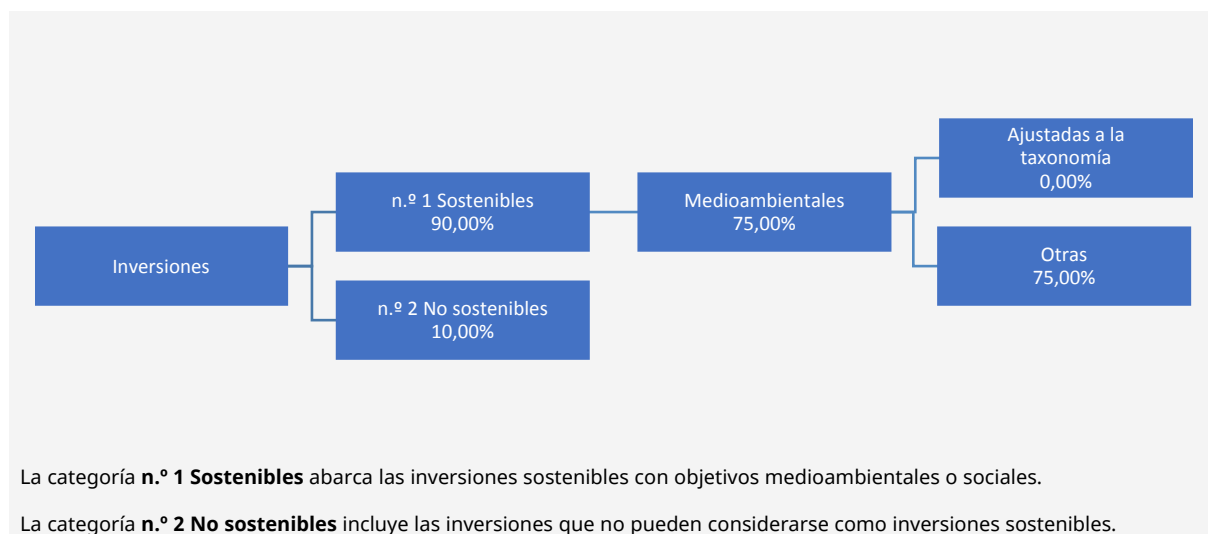 Inversiones
n.º 1 Sostenibles
90,00%
n.º 2 No sostenibles
10,00%
Medioambientales
75,00%
Ajustadas a la
taxonomía
0,00%
Otras
75,00%
La categoría n.º 1 Sostenibles abarca las inversiones sostenibles con objetivos medioambientales o sociales.
La categoría n.º 2 No sostenibles incluye las inversiones que no pueden considerarse como inversiones sostenibles.